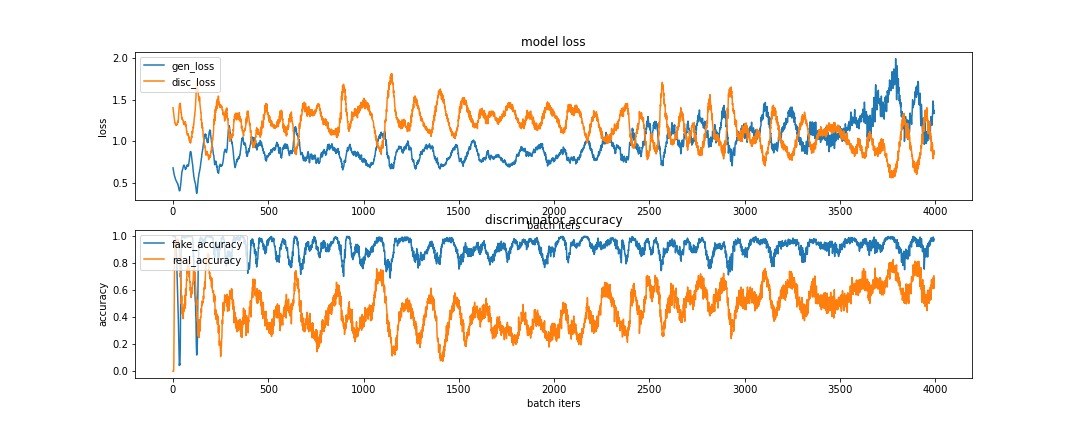 model loss
2.0
1.5
1.0
0.5
loss
gen_loss
disc_loss
0 500 1000 1500 2000 2500 3000 3500 4000
batch iters
discriminator accuracy
1.0
0.8
0.6
0.4
0.2
0.0
accuracy
fake_accuracy
real_accuracy
0 500 1000 1500 2000 2500 3000 3500 4000
batch iters